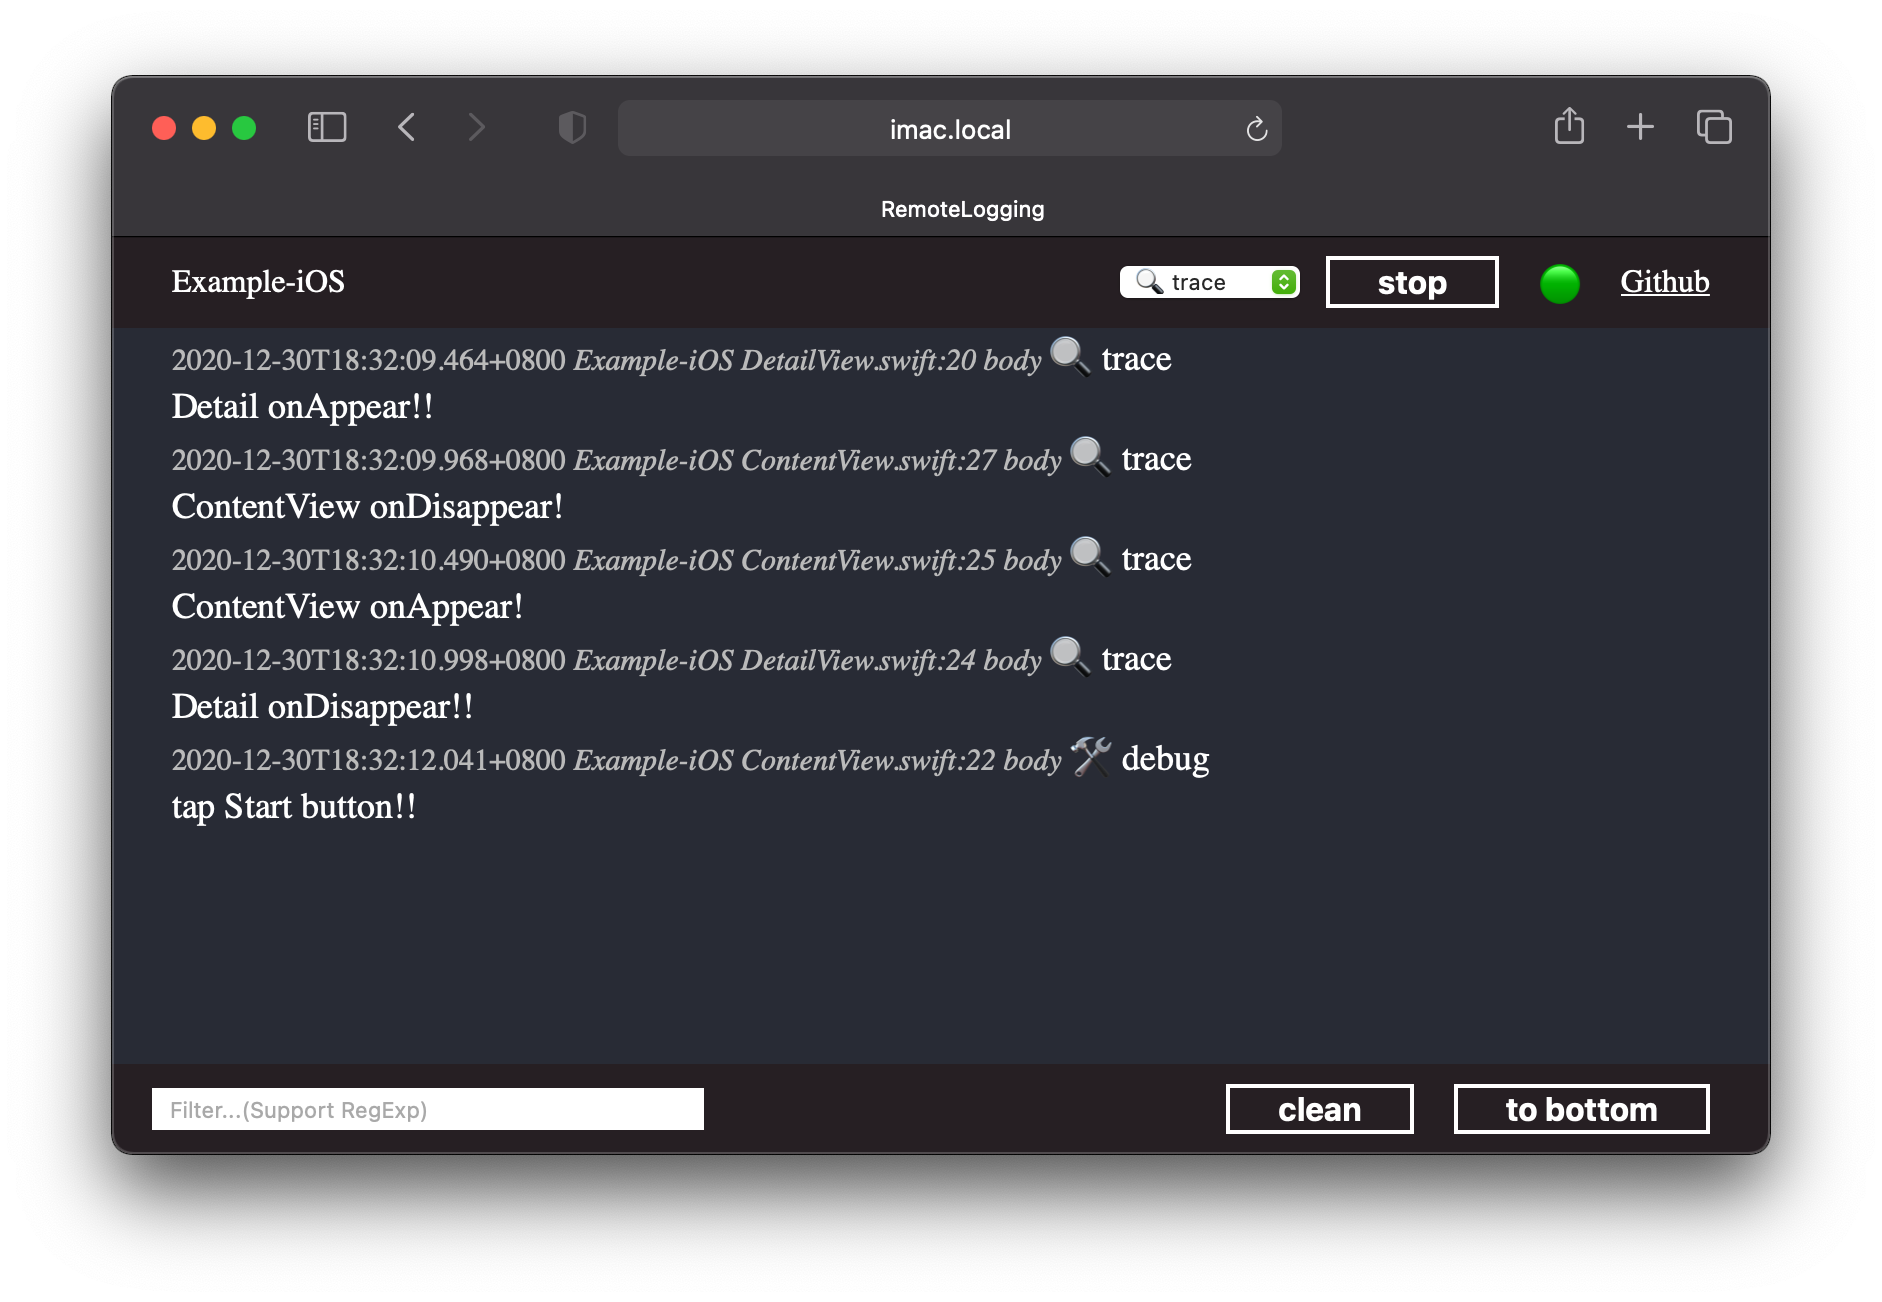 imac.local
RemoteLogging
Example-iOS 🔍 trace stop Github
2020-12-30T18:32:09.464+0800 Example-iOS DetailView.swift:20 body 🔍 trace
Detail onAppear!!
2020-12-30T18:32:09.968+0800 Example-iOS ContentView.swift:27 body 🔍 trace
ContentView onDisappear!
2020-12-30T18:32:10.490+0800 Example-iOS ContentView.swift:25 body 🔍 trace
ContentView onAppear!
2020-12-30T18:32:10.998+0800 Example-iOS DetailView.swift:24 body 🔍 trace
Detail onDisappear!!
2020-12-30T18:32:12.041+0800 Example-iOS ContentView.swift:22 body 🛠 debug
tap Start button!!
Filter...(Support RegExp) clean to bottom